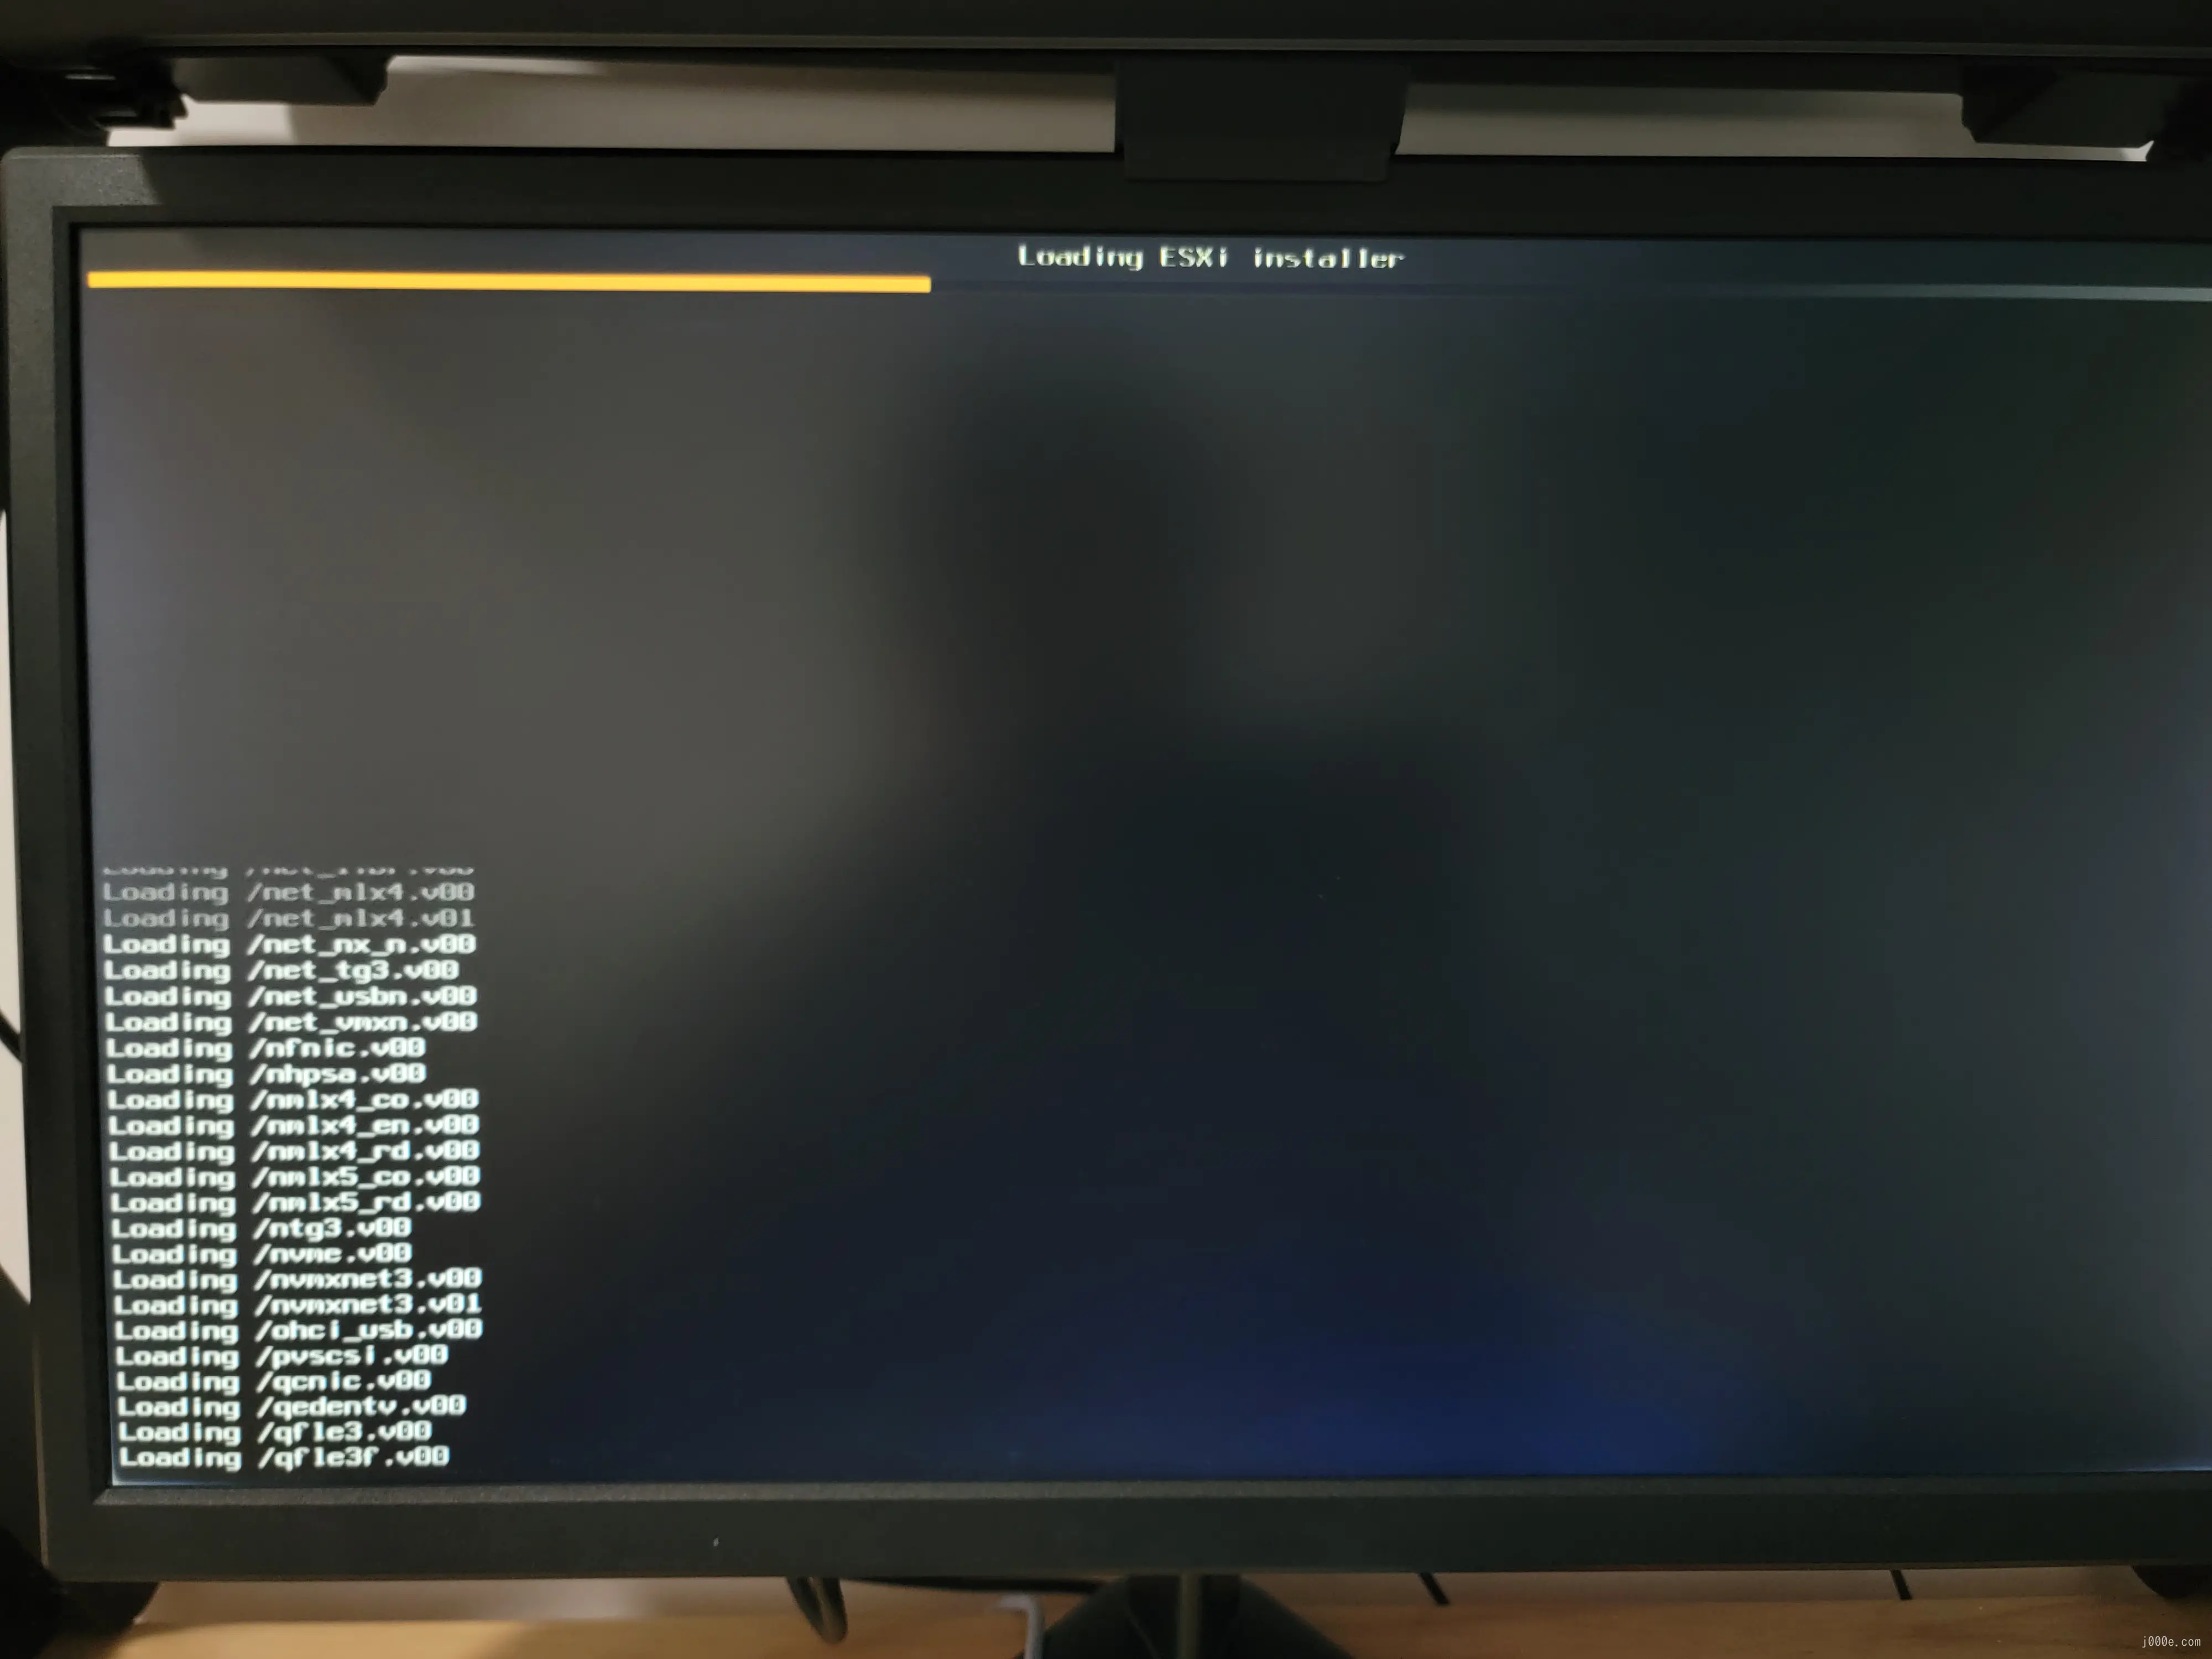 Loading ESXi installer
Loading
Loading /net_mlx4.v00
Loading /net_mlx4.v01
Loading /net_nx_n.v00
Loading /net_tg3.v00
Loading /net_usbn.v00
Loading /net_vmxn.v00
Loading /nfnic.v00
Loading /nhpsa.v00
Loading /nmlx4_co.v00
Loading /nmlx4_en.v00
Loading /nmlx4_rd.v00
Loading /nmlx5_co.v00
Loading /nmlx5_rd.v00
Loading /ntg3.v00
Loading /nvme.v00
Loading /nvmxnet3.v00
Loading /nvmxnet3.v01
Loading /ohci_usb.v00
Loading /pvscsi.v00
Loading /qcnic.v00
Loading /qedentv.v00
Loading /qfle3.v00
Loading /qfle3f.v00
j000e.com